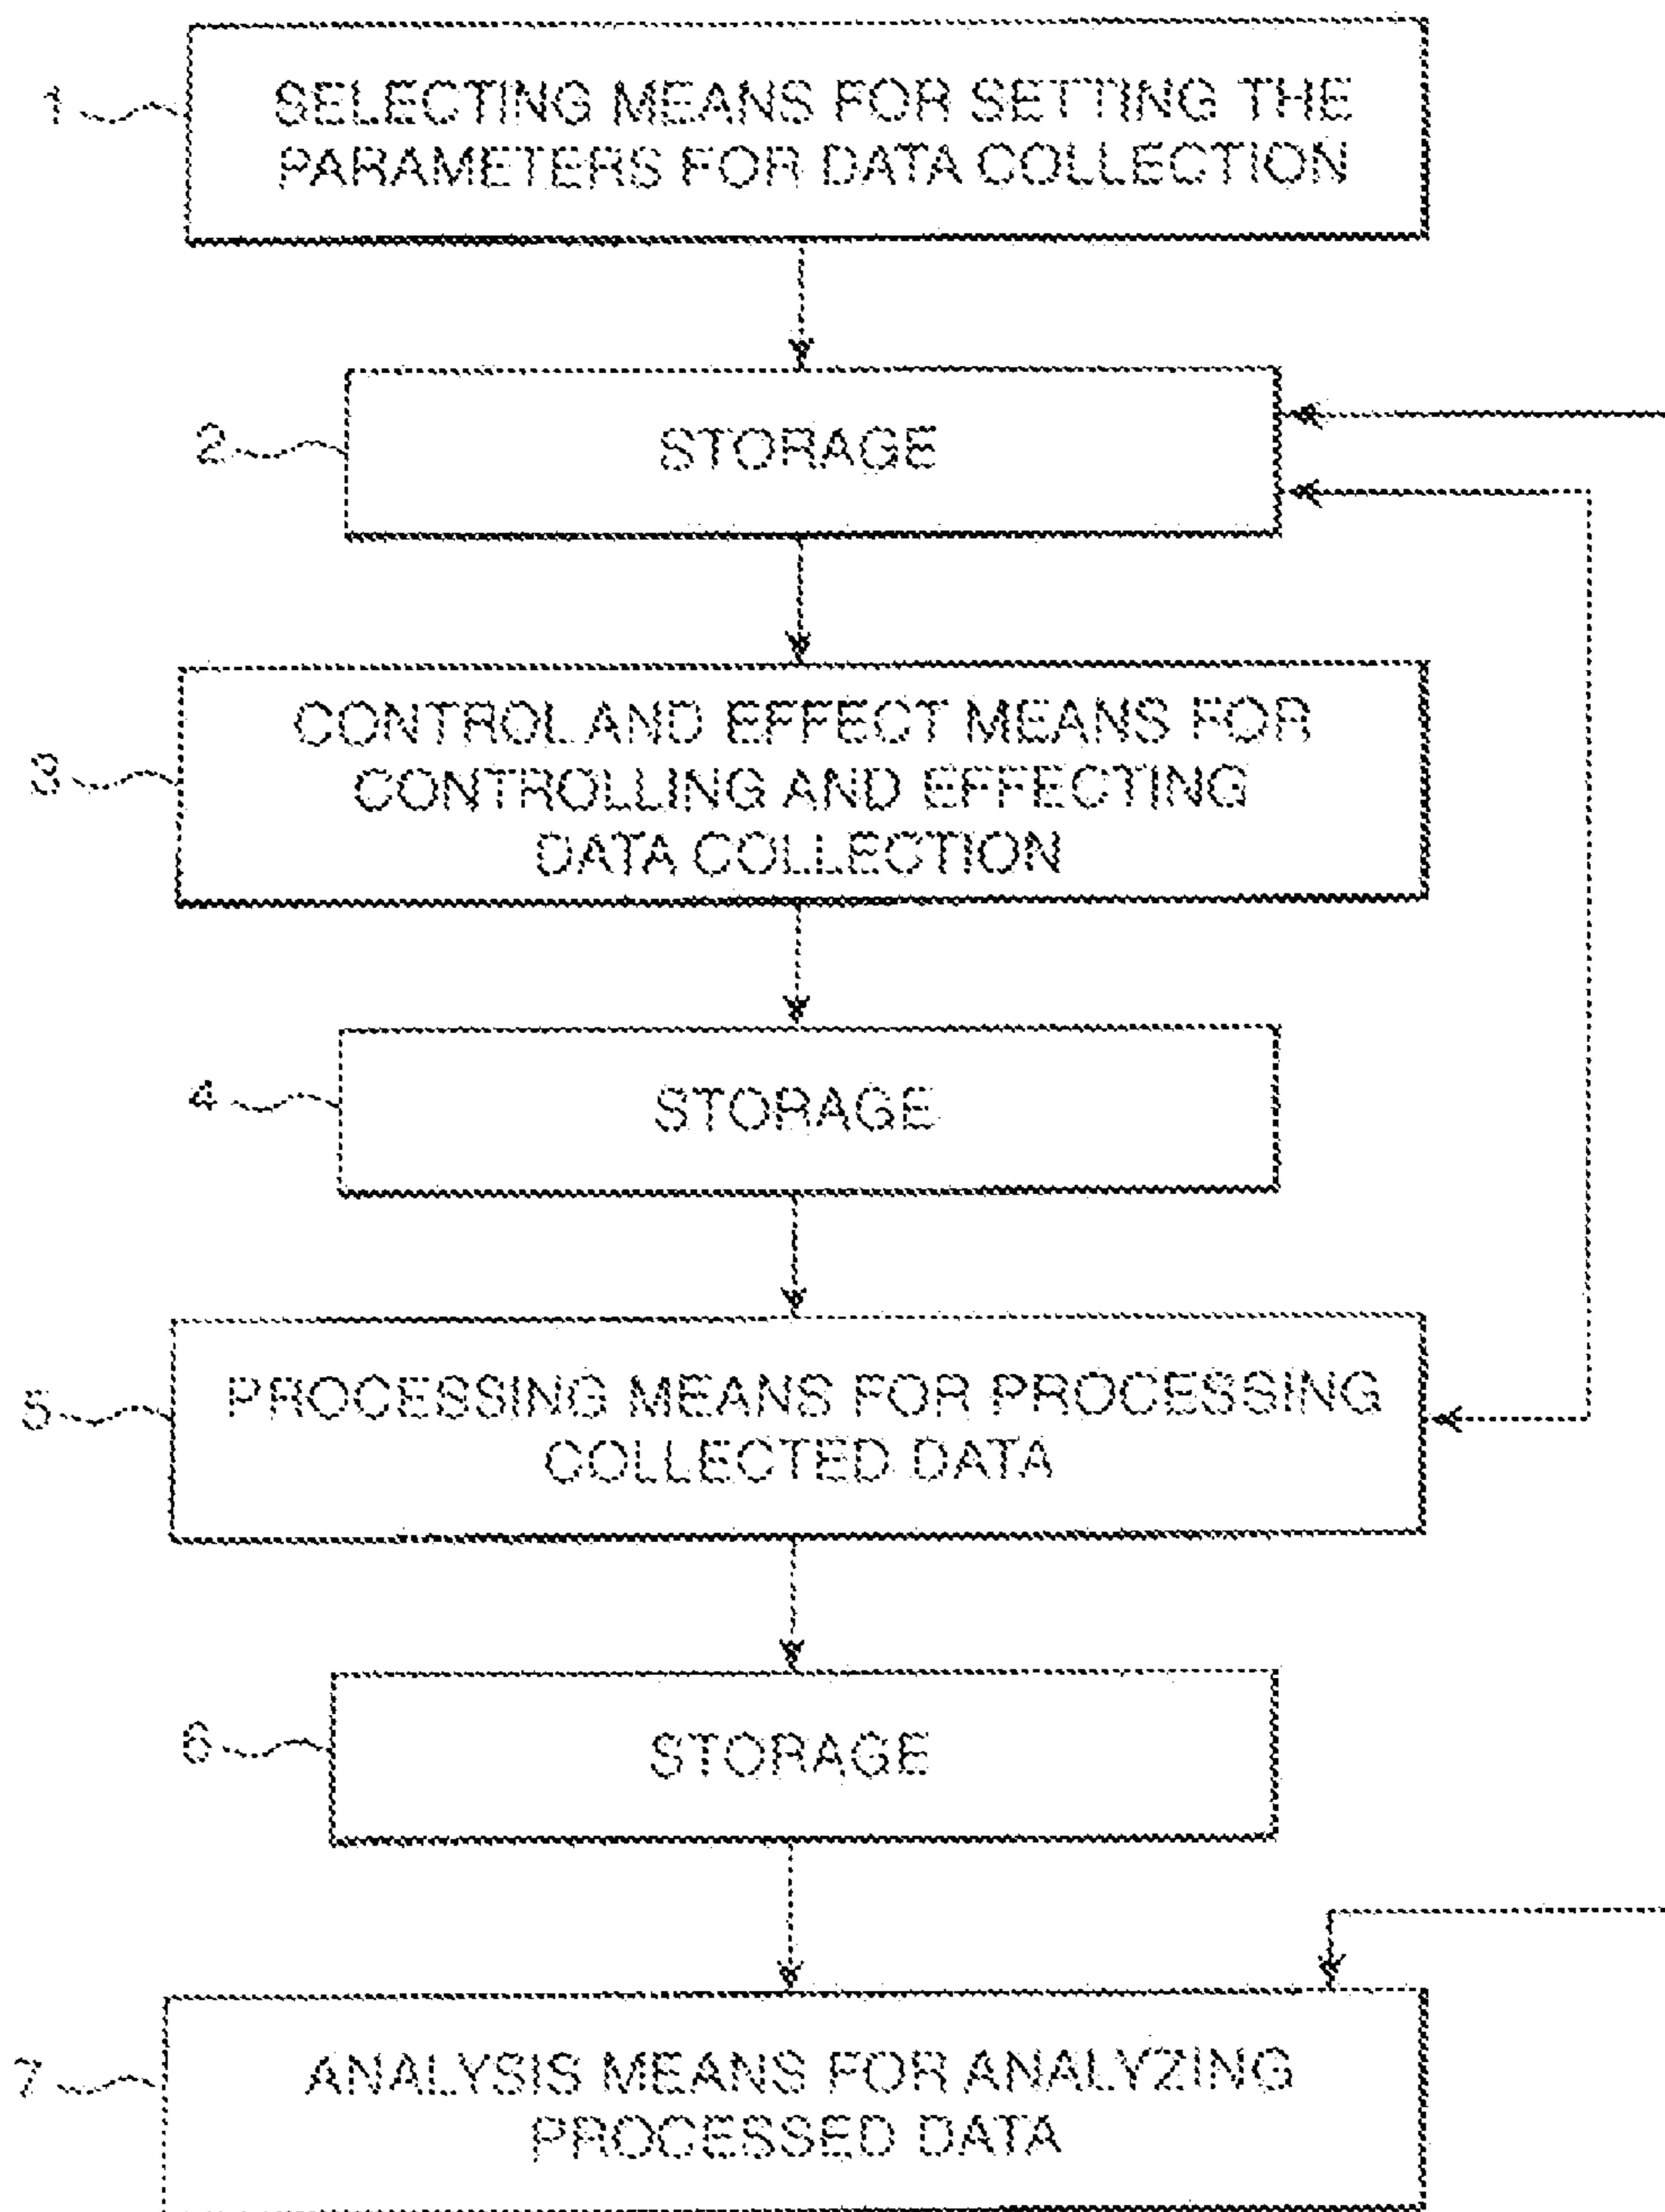 1
SELECTING MEANS FOR SETTING THE
PARAMETERS FOR DATA COLLECTION
2
STORAGE
3
CONTROL AND EFFECT MEANS FOR
CONTROLLING AND EFFECTING
DATA COLLECTION
4
STORAGE
5
PROCESSING MEANS FOR PROCESSING
COLLECTED DATA
6
STORAGE
7
ANALYSIS MEANS FOR ANALYZING
PROCESSED DATA